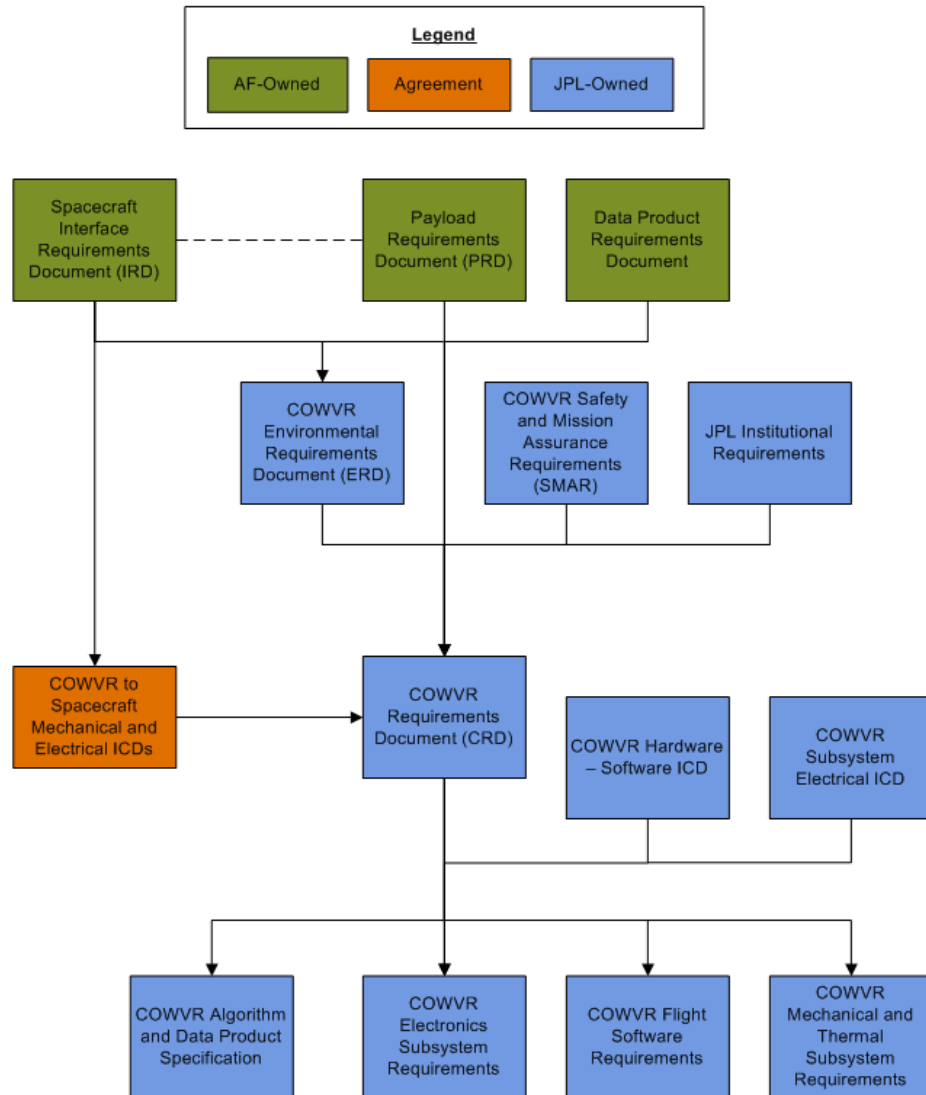 Legend
AF-Owned
Agreement
JPL-Owned
Spacecraft
Interface
Requirements
Document (IRD)
Payload
Requirements
Document (PRD)
Data Product
Requirements
Document
COWVR
Environmental
Requirements
Document (ERD)
COWVR Safety
and Mission
Assurance
Requirements
(SMAR)
JPL Institutional
Requirements
COWVR to
Spacecraft
Mechanical and
Electrical ICDs
COWVR
Requirements
Document (CRD)
COWVR Hardware
– Software ICD
COWVR
Subsystem
Electrical ICD
COWVR Algorithm
and Data Product
Specification
COWVR
Electronics
Subsystem
Requirements
COWVR Flight
Software
Requirements
COWVR
Mechanical and
Thermal
Subsystem
Requirements